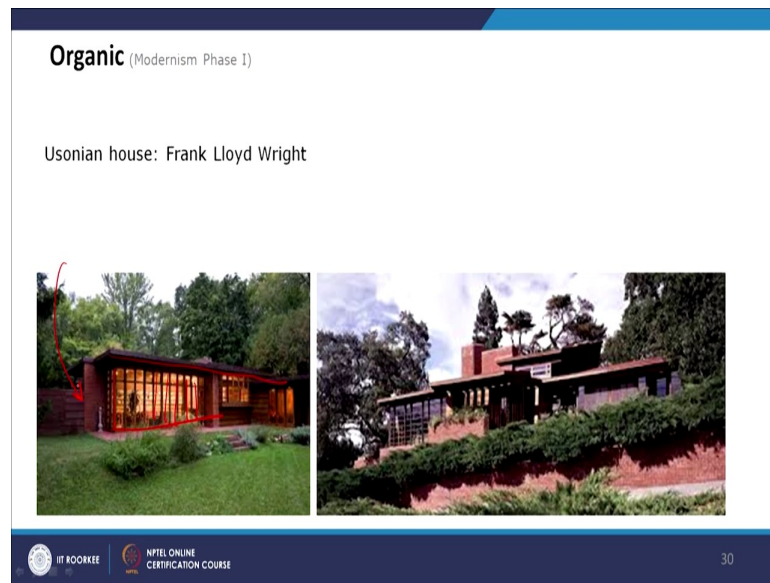 Organic (Modernism Phase I)
Usonian house: Frank Lloyd Wright
IIT ROORKEE
NPTEL ONLINE
CERTIFICATION COURSE
30